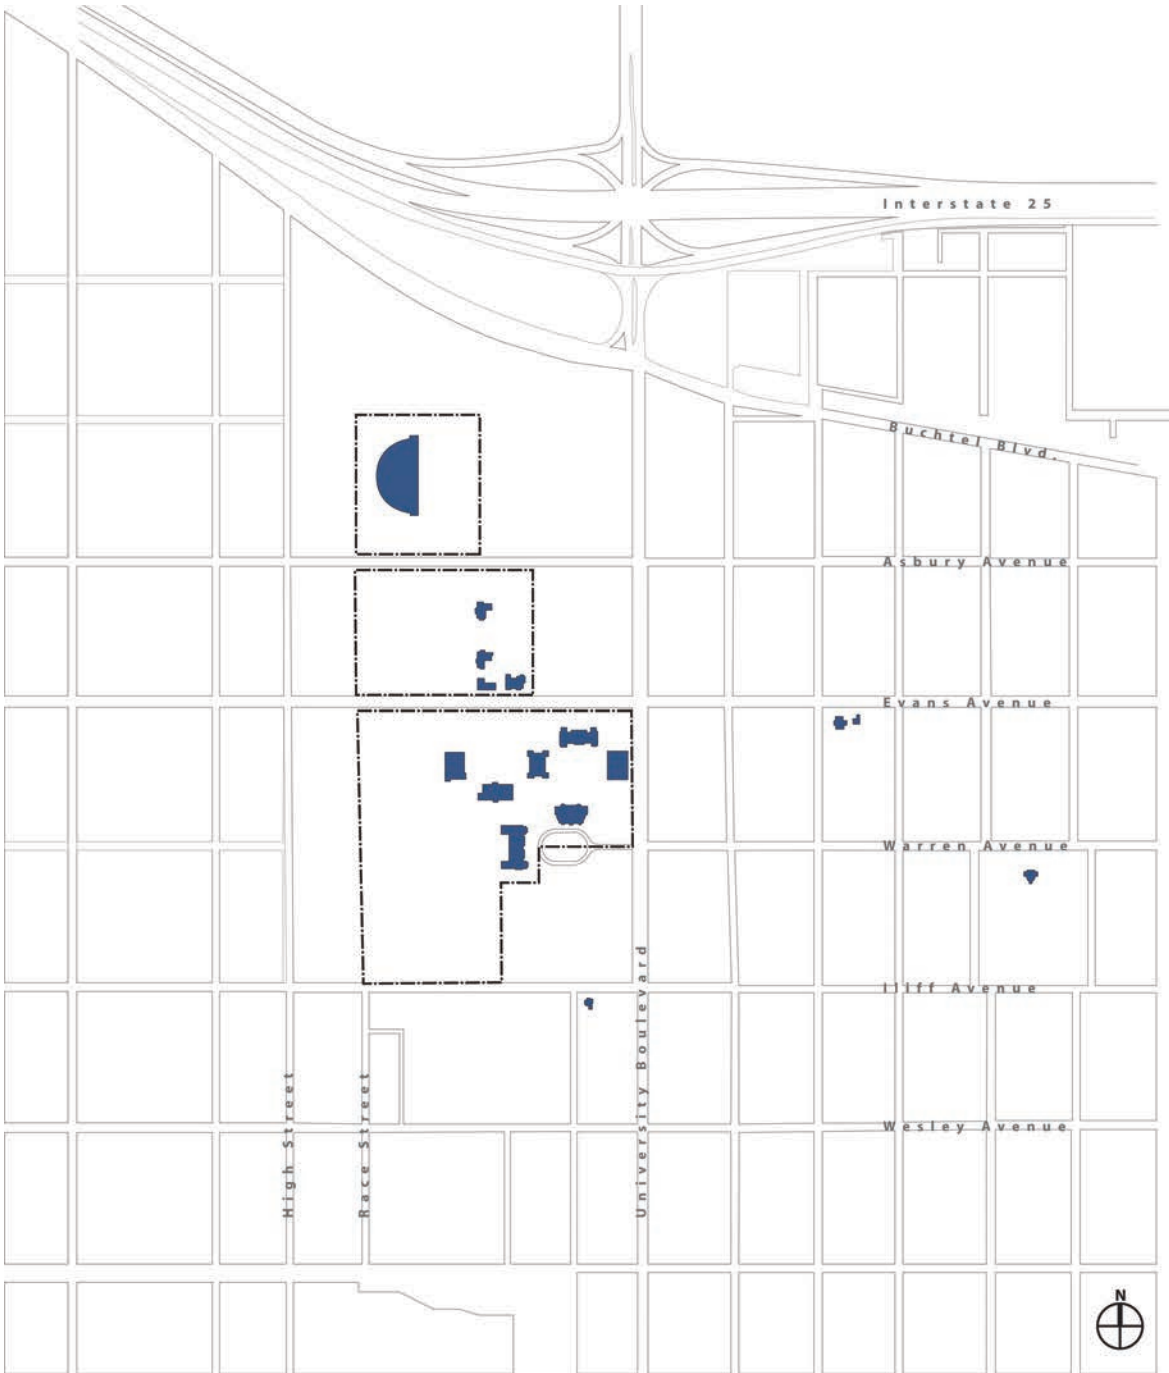 Interstate 25
Buchtel Blvd.
Asbury Avenue
Evans Avenue
Warren Avenue
Iliff Avenue
University Boulevard
High Street
Race Street
Wesley Avenue
N